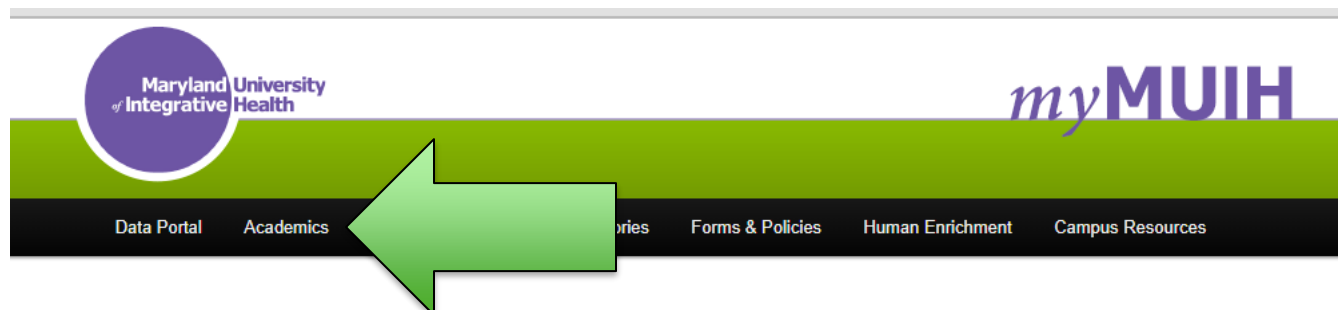 Maryland University
of Integrative Health
myMUIH
Data Portal Academics ories Forms & Policies Human Enrichment Campus Resources